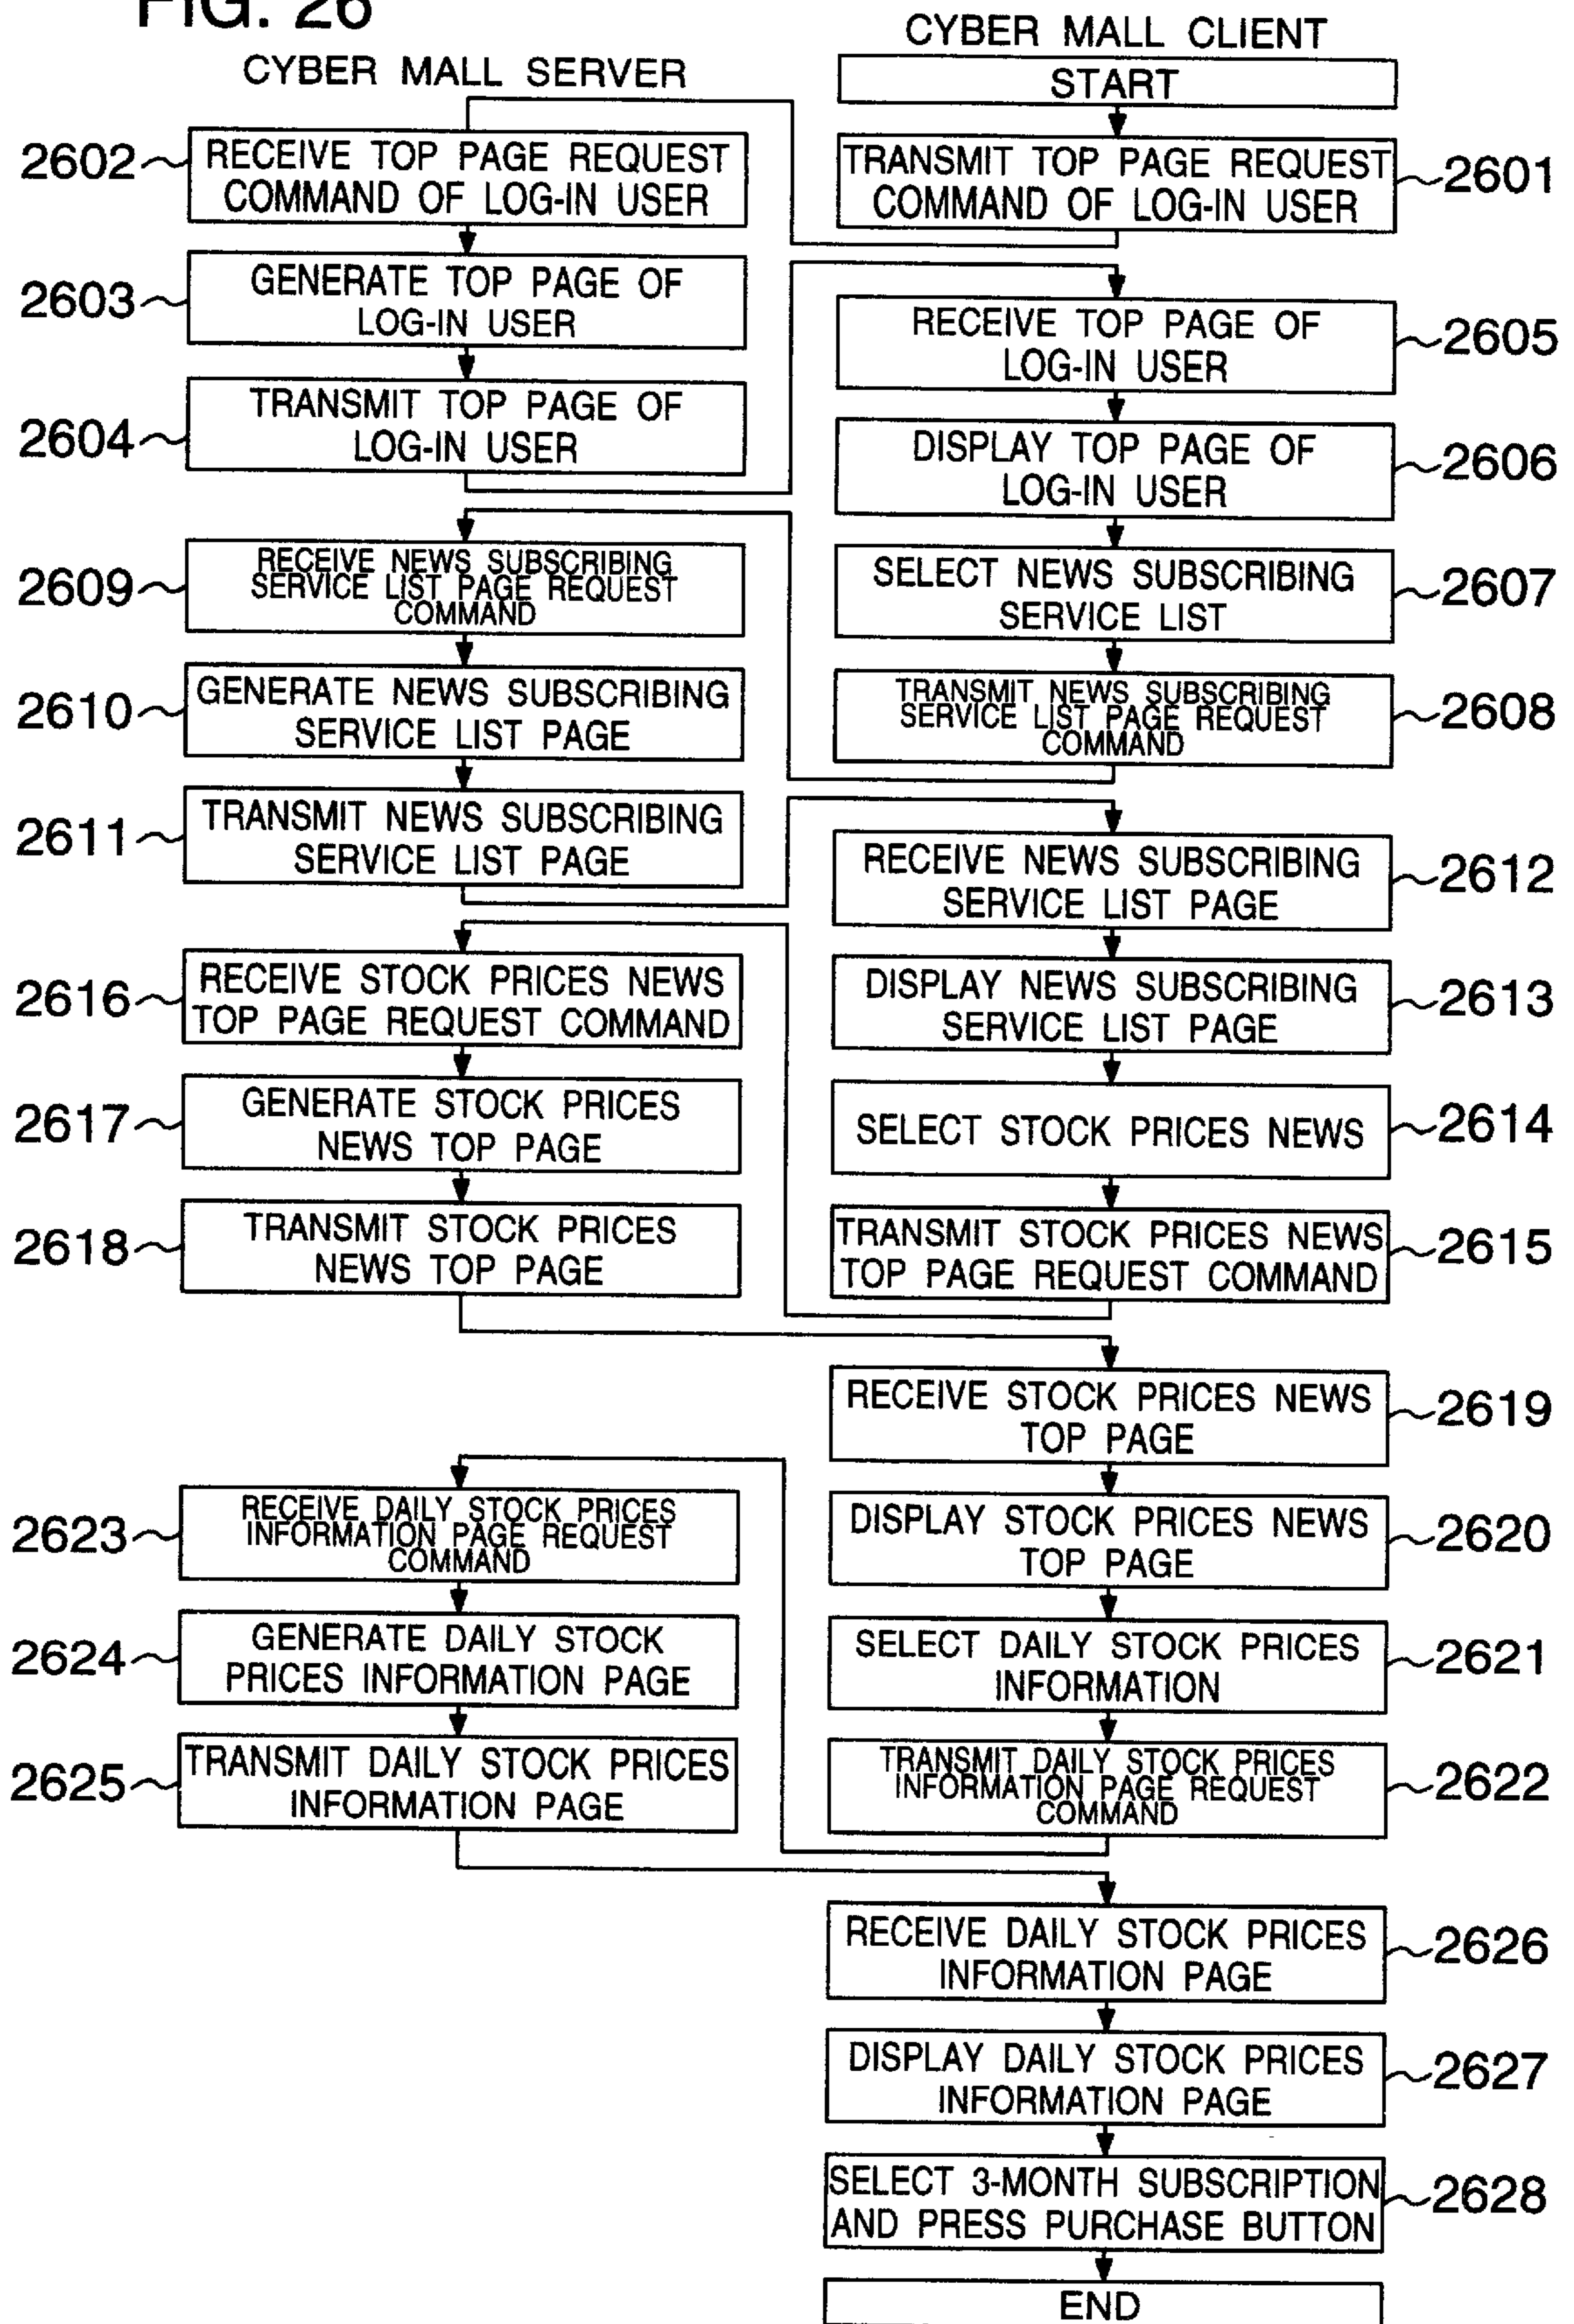 FIG. 26
CYBER MALL SERVER
CYBER MALL CLIENT
START
2602
RECEIVE TOP PAGE REQUEST
COMMAND OF LOG-IN USER
TRANSMIT TOP PAGE REQUEST
COMMAND OF LOG-IN USER
2601
2603
GENERATE TOP PAGE OF
LOG-IN USER
RECEIVE TOP PAGE OF
LOG-IN USER
2605
2604
TRANSMIT TOP PAGE OF
LOG-IN USER
DISPLAY TOP PAGE OF
LOG-IN USER
2606
2609
RECEIVE NEWS SUBSCRIBING
SERVICE LIST PAGE REQUEST
COMMAND
SELECT NEWS SUBSCRIBING
SERVICE LIST
2607
2610
GENERATE NEWS SUBSCRIBING
SERVICE LIST PAGE
TRANSMIT NEWS SUBSCRIBING
SERVICE LIST PAGE REQUEST
COMMAND
2608
2611
TRANSMIT NEWS SUBSCRIBING
SERVICE LIST PAGE
RECEIVE NEWS SUBSCRIBING
SERVICE LIST PAGE
2612
2616
RECEIVE STOCK PRICES NEWS
TOP PAGE REQUEST COMMAND
DISPLAY NEWS SUBSCRIBING
SERVICE LIST PAGE
2613
2617
GENERATE STOCK PRICES
NEWS TOP PAGE
SELECT STOCK PRICES NEWS
2614
2618
TRANSMIT STOCK PRICES
NEWS TOP PAGE
TRANSMIT STOCK PRICES NEWS
TOP PAGE REQUEST COMMAND
2615
RECEIVE STOCK PRICES NEWS
TOP PAGE
2619
2623
RECEIVE DAILY STOCK PRICES
INFORMATION PAGE REQUEST
COMMAND
DISPLAY STOCK PRICES NEWS
TOP PAGE
2620
2624
GENERATE DAILY STOCK
PRICES INFORMATION PAGE
SELECT DAILY STOCK PRICES
INFORMATION
2621
2625
TRANSMIT DAILY STOCK PRICES
INFORMATION PAGE
TRANSMIT DAILY STOCK PRICES
INFORMATION PAGE REQUEST
COMMAND
2622
RECEIVE DAILY STOCK PRICES
INFORMATION PAGE
2626
DISPLAY DAILY STOCK PRICES
INFORMATION PAGE
2627
SELECT 3-MONTH SUBSCRIPTION
AND PRESS PURCHASE BUTTON
2628
END